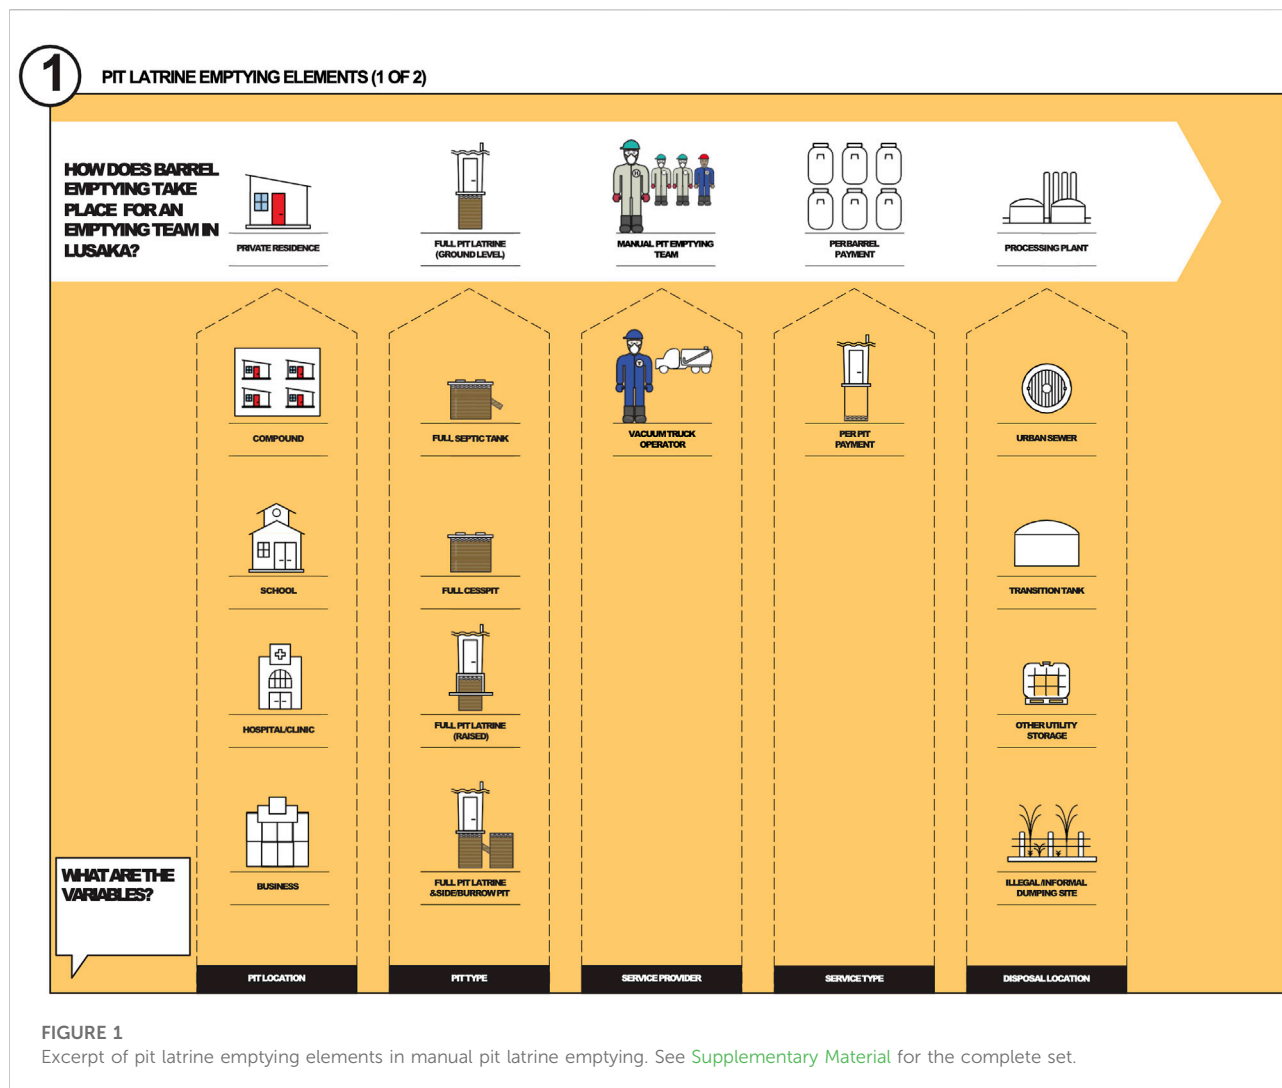 1
PIT LATRINE EMPTYING ELEMENTS (1 OF 2)
HOW DOES BARREL
EMPTYING TAKE
PLACE FOR AN
EMPTYING TEAM IN
LUSAKA?
PRIVATE RESIDENCE
FULL PIT LATRINE
(GROUND LEVEL)
H
MANUAL PIT EMPTYING
TEAM
PER BARREL
PAYMENT
PROCESSING PLANT
COMPOUND
FULL SEPTIC TANK
VACUUM TRUCK
OPERATOR
PER PIT
PAYMENT
URBAN SEWER
SCHOOL
FULL CESSPIT
TRANSITION TANK
HOSPITAL/CLINIC
FULL PIT LATRINE
(RAISED)
OTHER UTILITY
STORAGE
BUSINESS
FULL PIT LATRINE
&SIDE/BURROW PIT
ILLEGAL/INFORMAL
DUMPING SITE
WHAT ARE THE
VARIABLES?
PIT LOCATION
PIT TYPE
SERVICE PROVIDER
SERVICE TYPE
DISPOSAL LOCATION
FIGURE 1
Excerpt of pit latrine emptying elements in manual pit latrine emptying. See Supplementary Material for the complete set.